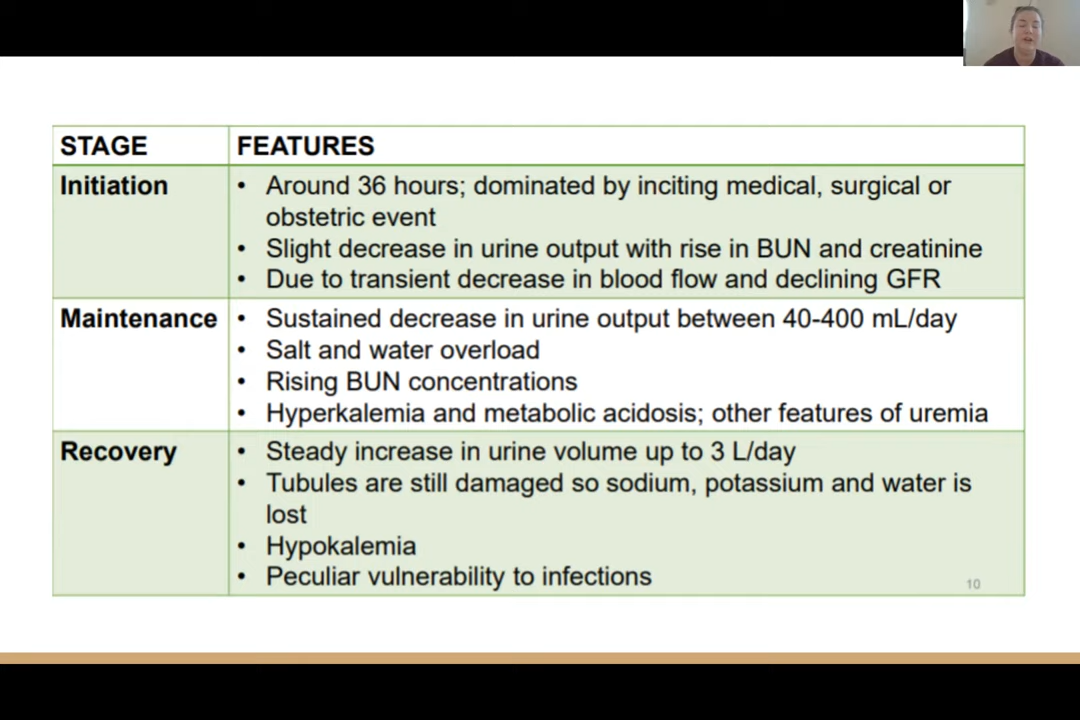 STAGE FEATURES
Initiation • Around 36 hours; dominated by inciting medical, surgical or
obstetric event
• Slight decrease in urine output with rise in BUN and creatinine
• Due to transient decrease in blood flow and declining GFR
Maintenance • Sustained decrease in urine output between 40-400 mL/day
• Salt and water overload
• Rising BUN concentrations
• Hyperkalemia and metabolic acidosis; other features of uremia
Recovery • Steady increase in urine volume up to 3 L/day
• Tubules are still damaged so sodium, potassium and water is
lost
• Hypokalemia
• Peculiar vulnerability to infections
10